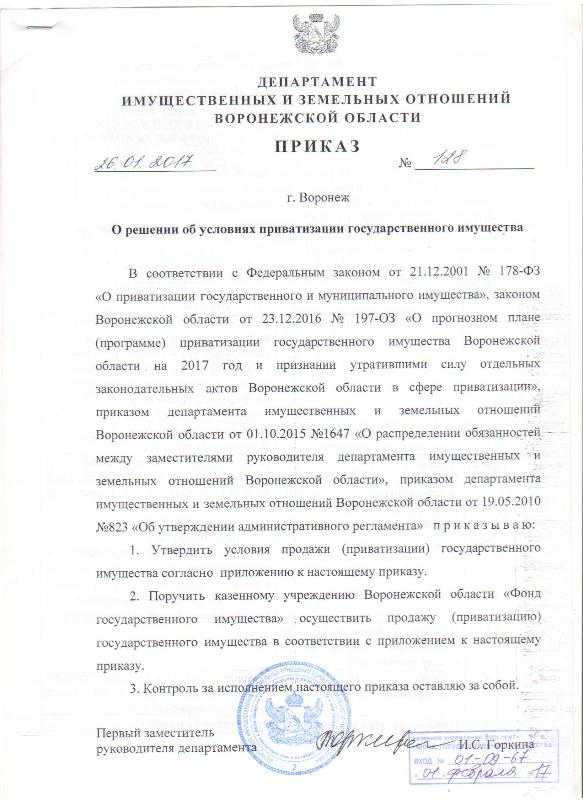 ДЕПАРТАМЕНТ
ИМУЩЕСТВЕННЫХ И ЗЕМЕЛЬНЫХ ОТНОШЕНИЙ
ВОРОНЕЖСКОЙ ОБЛАСТИ
ПРИКАЗ
26.01.2017 № 128
г. Воронеж
О решении об условиях приватизации государственного имущества
В соответствии с Федеральным законом от 21.12.2001 № 178-ФЗ
«О приватизации государственного и муниципального имущества», законом
Воронежской области от 23.12.2016 № 197-ОЗ «О прогнозном плане
(программе) приватизации государственного имущества Воронежской
области на 2017 год и признании утратившими силу отдельных
законодательных актов Воронежской области в сфере приватизации»,
приказом департамента имущественных и земельных отношений
Воронежской области от 01.10.2015 №1647 «О распределении обязанностей
между заместителями руководителя департамента имущественных и
земельных отношений Воронежской области», приказом департамента
имущественных и земельных отношений Воронежской области от 19.05.2010
№823 «Об утверждении административного регламента» п р и к а з ы в а ю:
1. Утвердить условия продажи (приватизации) государственного
имущества согласно приложению к настоящему приказу.
2. Поручить казенному учреждению Воронежской области «Фонд
государственного имущества» осуществить продажу (приватизацию)
государственного имущества в соответствии с приложением к настоящему
приказу.
3. Контроль за исполнением настоящего приказа оставляю за собой.
Первый заместитель
руководителя департамента И.С. Горкина
ВХОД. № 01-09-67
« 01 » февраля 17
2